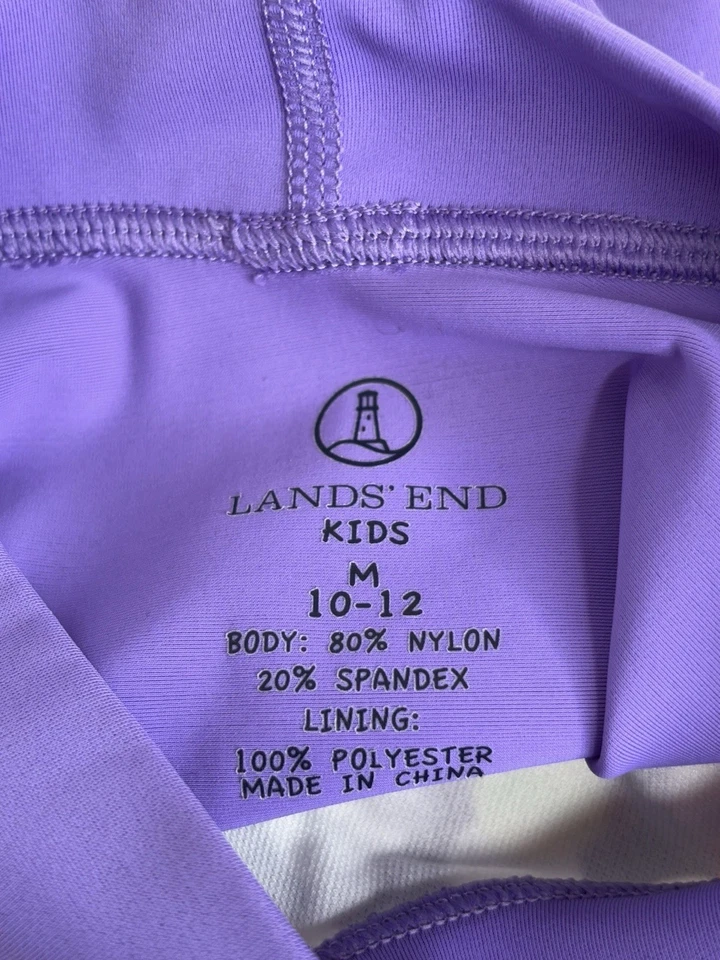 LANDS' END
KIDS
M
10-12
BODY: 80% NYLON
20% SPANDEX
LINING:
100% POLYESTER
MADE IN CHINA